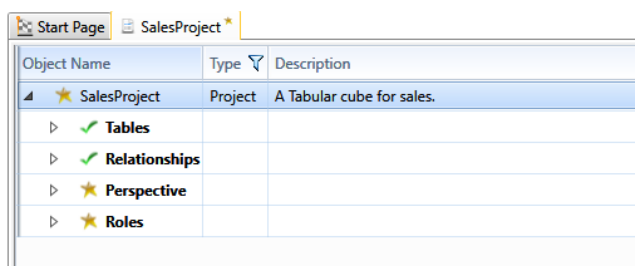 Start Page SalesProject*
Object Name Type Description
SalesProject Project A Tabular cube for sales.
Tables
Relationships
Perspective
Roles